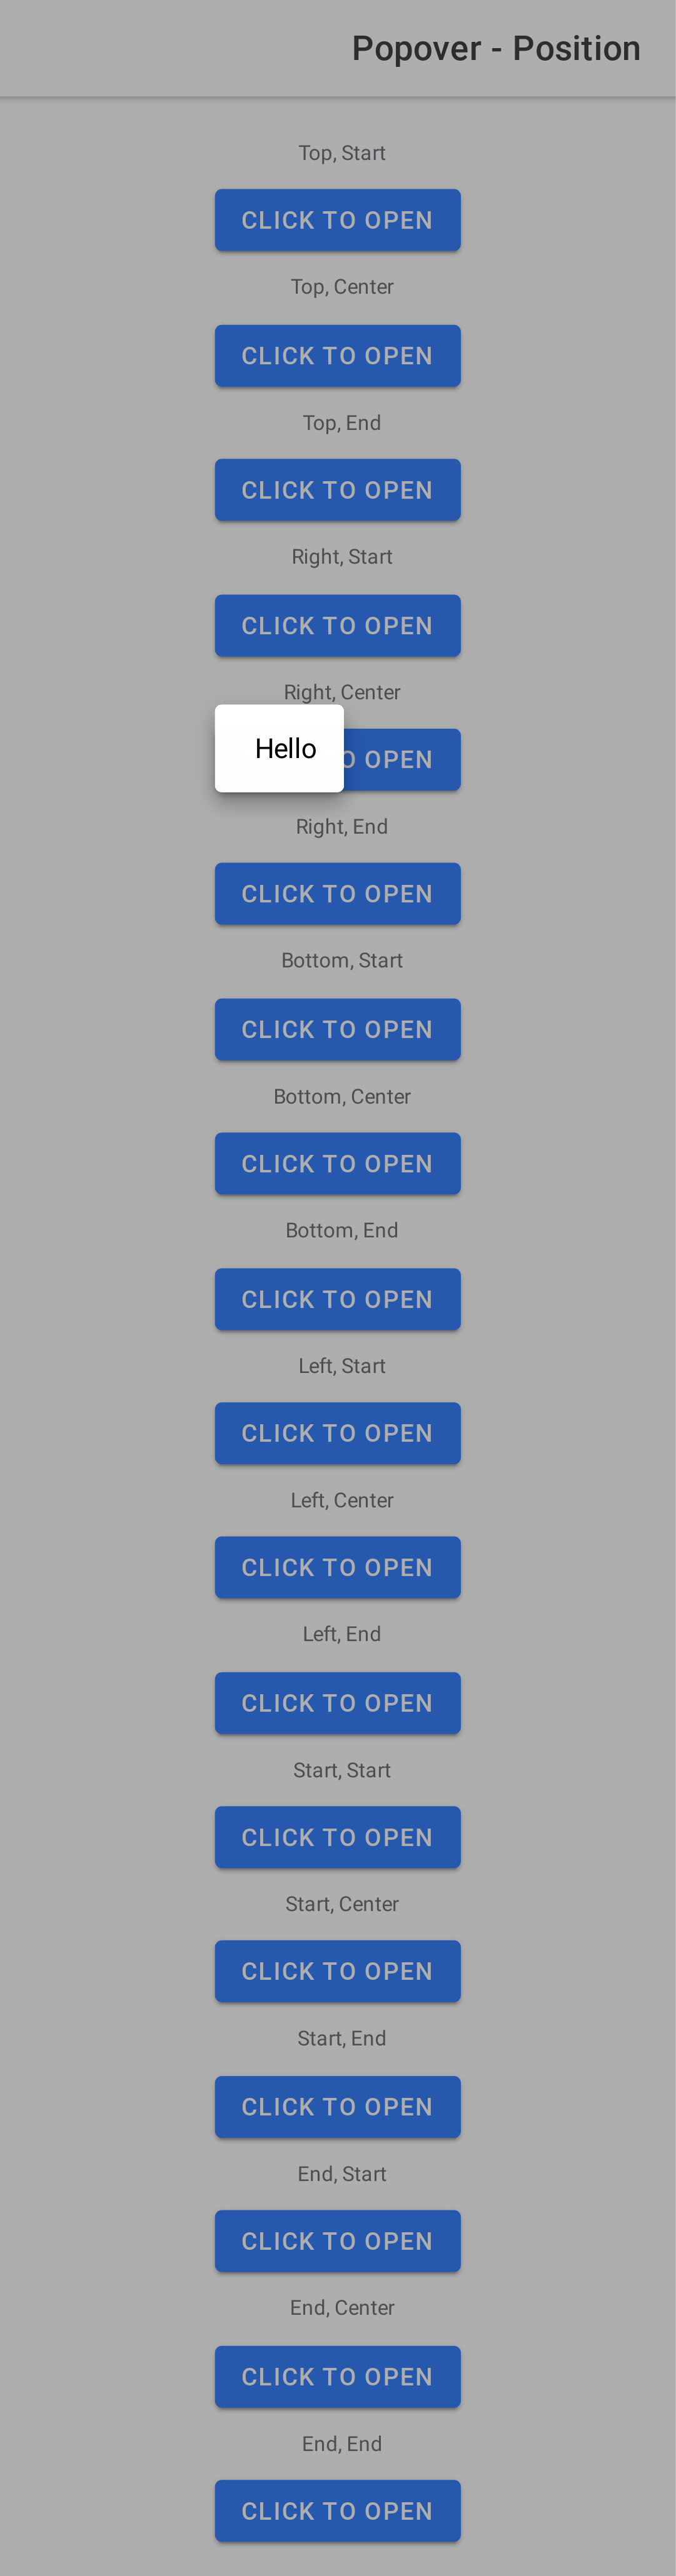 Popover - Position
Top, Start
CLICK TO OPEN
Top, Center
CLICK TO OPEN
Top, End
CLICK TO OPEN
Right, Start
CLICK TO OPEN
Right, Center
Hello
O OPEN
Right, End
CLICK TO OPEN
Bottom, Start
CLICK TO OPEN
Bottom, Center
CLICK TO OPEN
Bottom, End
CLICK TO OPEN
Left, Start
CLICK TO OPEN
Left, Center
CLICK TO OPEN
Left, End
CLICK TO OPEN
Start, Start
CLICK TO OPEN
Start, Center
CLICK TO OPEN
Start, End
CLICK TO OPEN
End, Start
CLICK TO OPEN
End, Center
CLICK TO OPEN
End, End
CLICK TO OPEN